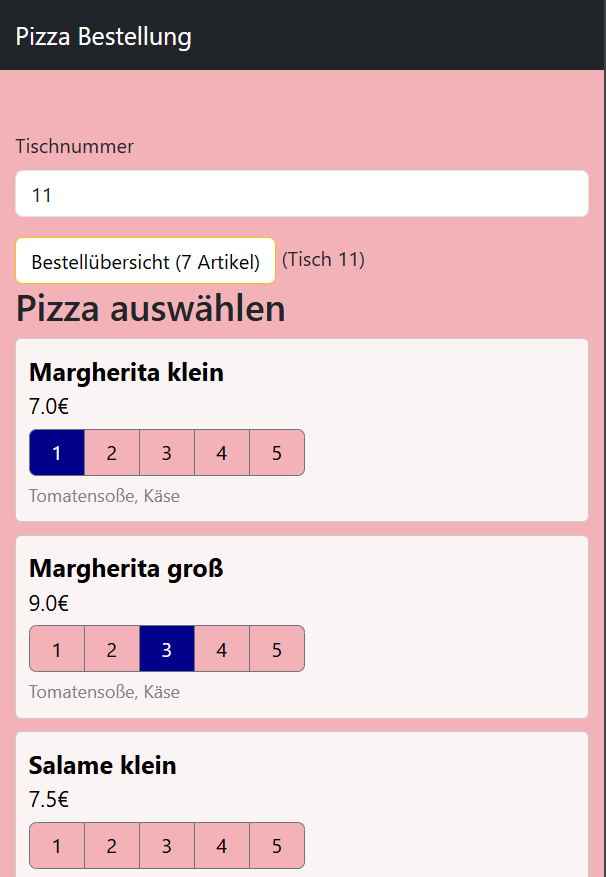 Pizza Bestellung
Tischnummer
11
Bestellübersicht (7 Artikel) (Tisch 11)
Pizza auswählen
Margherita klein
7.0€
1 2 3 4 5
Tomatensoße, Käse
Margherita groß
9.0€
1 2 3 4 5
Tomatensoße, Käse
Salame klein
7.5€
1 2 3 4 5